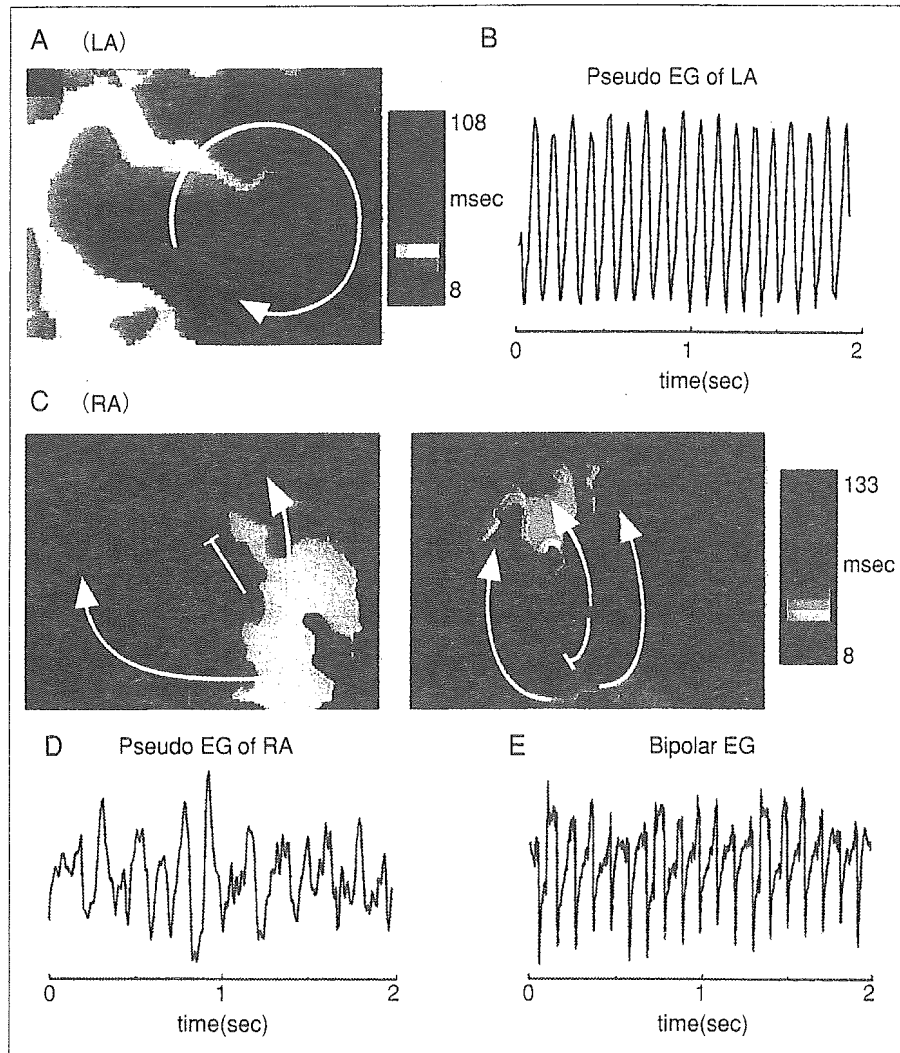 A (LA)
B
Pseudo EG of LA
108
msec
8
0 1 2
time(sec)
C (RA)
133
msec
8
D Pseudo EG of RA
0 1 2
time(sec)
E Bipolar EG
0 1 2
time(sec)